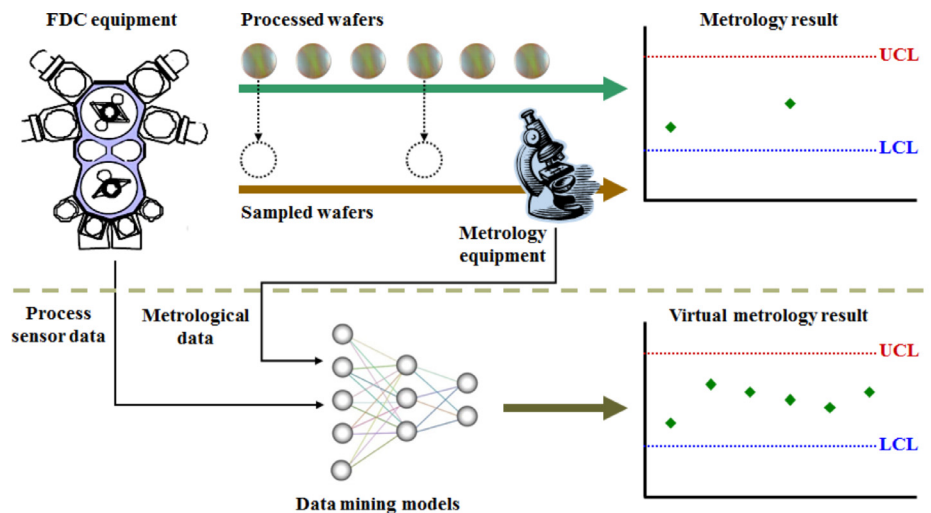 FDC equipment
Processed wafers
Metrology result
UCL
LCL
Sampled wafers
Metrology
equipment
Process
sensor data
Metrological
data
Virtual metrology result
UCL
LCL
Data mining models